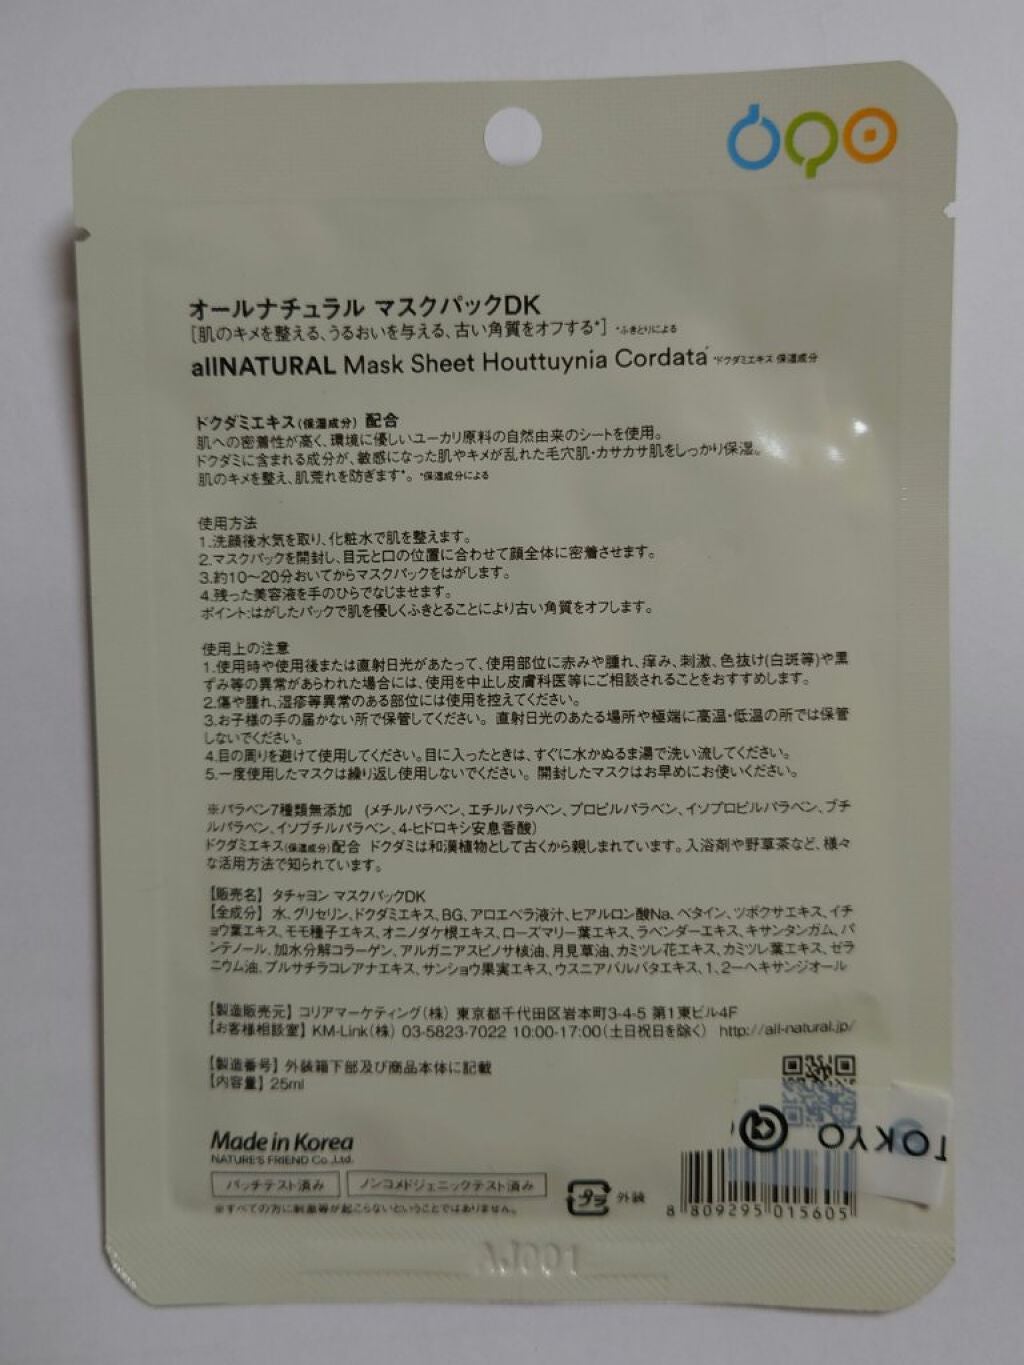 オールナチュラル マスクパックDK
[肌のキメを整える、うるおいを与える、古い角質をオフする*] *ふきとりによる
allNATURAL Mask Sheet Houttuynia Cordata* *ドクダミエキス 保湿成分
ドクダミエキス(保湿成分) 配合
肌への密着性が高く、環境に優しいユーカリ原料の自然由来のシートを使用。
ドクダミに含まれる成分が、敏感になった肌やキメが乱れた毛穴肌・カサカサ肌をしっかり保湿。
肌のキメを整え、肌荒れを防ぎます*。 *保湿成分による
使用方法
1.洗顔後水気を取り、化粧水で肌を整えます。
2.マスクパックを開封し、目元と口の位置に合わせて顔全体に密着させます。
3.約10〜20分おいてからマスクパックをはがします。
4.残った美容液を手のひらでなじませます。
ポイント:はがしたパックで肌を優しくふきとることにより古い角質をオフします。
使用上の注意
1.使用時や使用後または直射日光があたって、使用部位に赤みや腫れ、痒み、刺激、色抜け(白斑等)や黒
ずみ等の異常があらわれた場合には、使用を中止し皮膚科医等にご相談されることをおすすめします。
2.傷や腫れ、湿疹等異常のある部位には使用を控えてください。
3.お子様の手の届かない所で保管してください。 直射日光のあたる場所や極端に高温・低温の所では保管
しないでください。
4.目の周りを避けて使用してください。目に入ったときは、すぐに水かぬるま湯で洗い流してください。
5.一度使用したマスクは繰り返し使用しないでください。 開封したマスクはお早めにお使いください。
※パラベン7種類無添加 (メチルパラベン、エチルパラベン、プロピルパラベン、イソプロピルパラベン、ブチ
ルパラベン、イソブチルパラベン、4-ヒドロキシ安息香酸)
ドクダミエキス(保湿成分)配合 ドクダミは和漢植物として古くから親しまれています。入浴剤や野草茶など、様々
な活用方法で知られています。
【販売名】 タチャヨン マスクパックDK
【全成分】 水、グリセリン、ドクダミエキス、BG、アロエベラ液汁、ヒアルロン酸Na、ベタイン、ツボクサエキス、イチ
ョウ葉エキス、モモ種子エキス、オニノダケ根エキス、ローズマリー葉エキス、ラベンダーエキス、キサンタンガム、パ
ンテノール、加水分解コラーゲン、アルガニアスピノサ核油、月見草油、カミツレ花エキス、カミツレ葉エキス、ゼラ
ニウム油、プルサチラコレアナエキス、サンショウ果実エキス、ウスニアバルバタエキス、1、2ーヘキサンジオール
【製造販売元】 コリアマーケティング(株) 東京都千代田区岩本町3-4-5 第1東ビル4F
【お客様相談室】 KM-Link(株) 03-5823-7022 10:00-17:00(土日祝日を除く) http://all-natural.jp/
【製造番号】 外装箱下部及び商品本体に記載
【内容量】 25ml
Made in Korea
NATURE'S FRIEND Co.,Ltd.
パッチテスト済み ノンコメドジェニックテスト済み
※すべての方に刺激等が起こらないということではありません。
プラ 外装
8 809295 015605
@ TOKYO